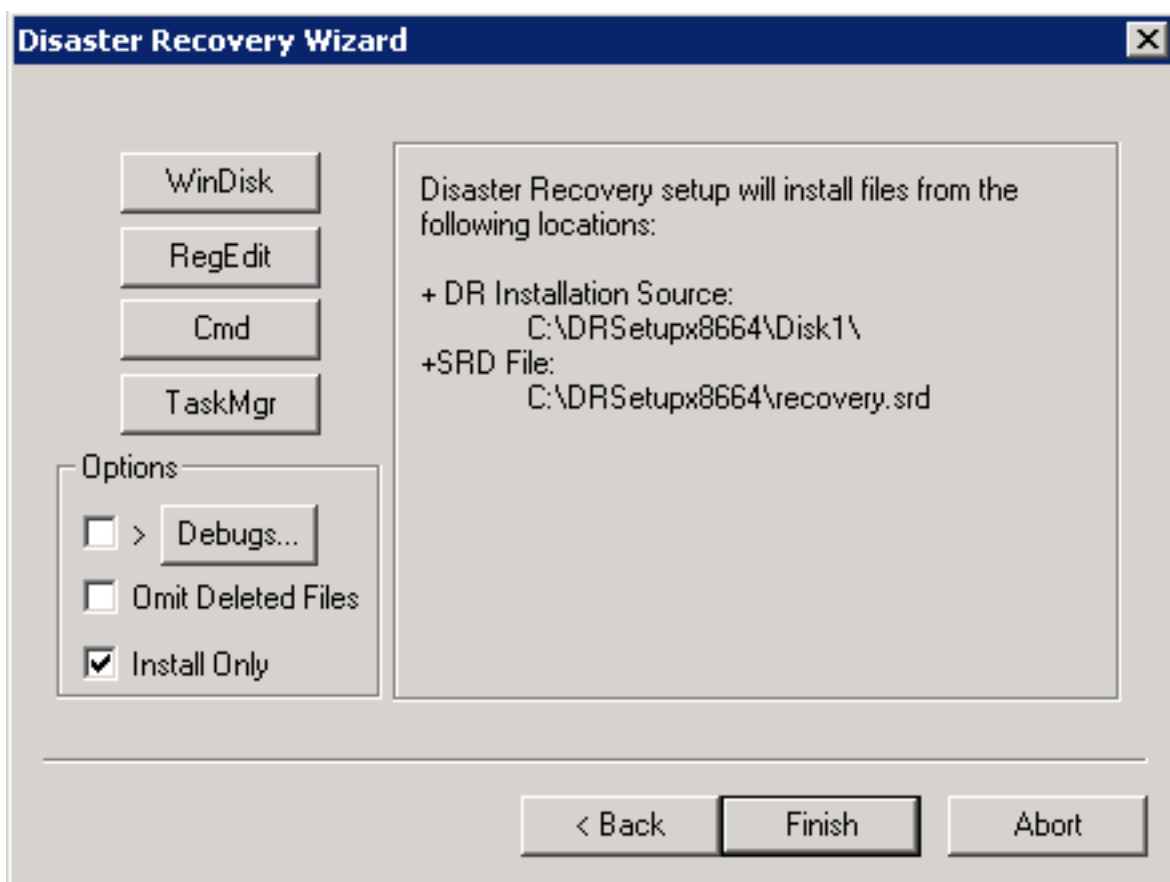 Disaster Recovery Wizard
WinDisk
RegEdit
Cmd
TaskMgr
Options
> Debugs...
Omit Deleted Files
Install Only
Disaster Recovery setup will install files from the
following locations:
+ DR Installation Source:
C:\DRSetupx8664\Disk1\
+SRD File:
C:\DRSetupx8664\recovery.srd
< Back
Finish
Abort